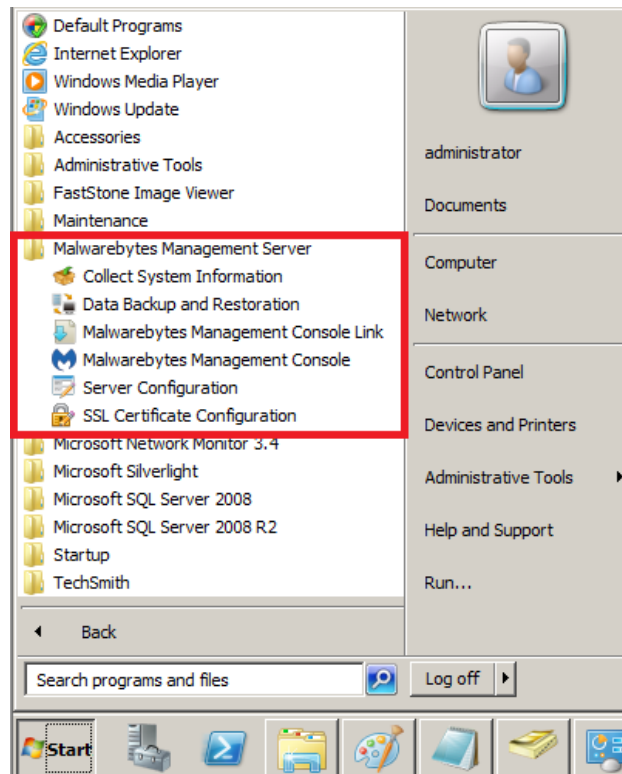 Default Programs
Internet Explorer
Windows Media Player
Windows Update
Accessories
Administrative Tools
FastStone Image Viewer
Maintenance
Malwarebytes Management Server
Collect System Information
Data Backup and Restoration
Malwarebytes Management Console Link
Malwarebytes Management Console
Server Configuration
SSL Certificate Configuration
Microsoft Network Monitor 3.4
Microsoft Silverlight
Microsoft SQL Server 2008
Microsoft SQL Server 2008 R2
Startup
TechSmith
Back
Search programs and files
administrator
Documents
Computer
Network
Control Panel
Devices and Printers
Administrative Tools
Help and Support
Run...
Log off
Start